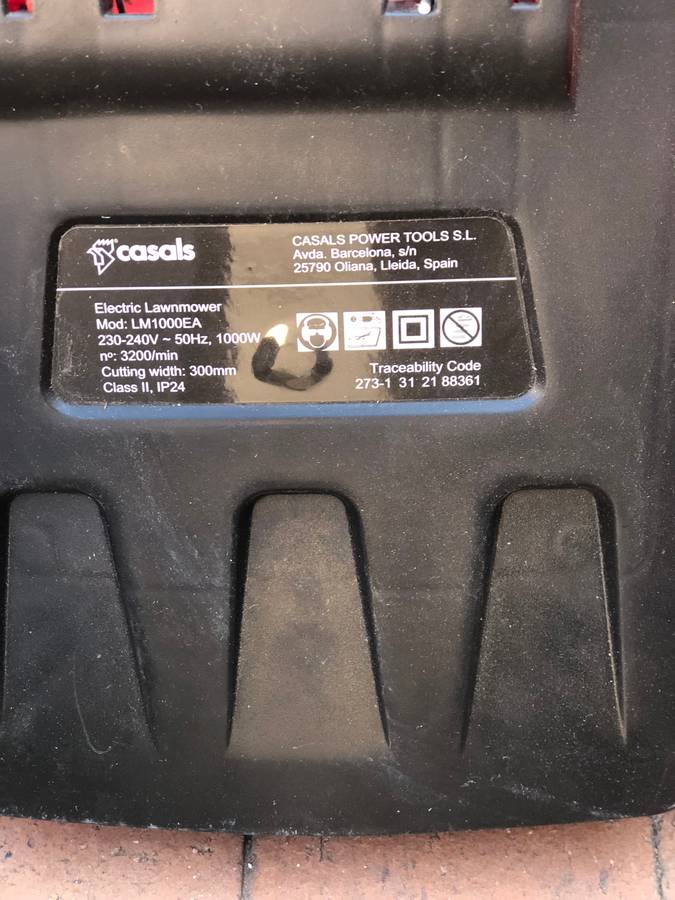 casals
CASALS POWER TOOLS S.L.
Avda. Barcelona, s/n
25790 Oliana, Lleida, Spain
Electric Lawnmower
Mod: LM1000EA
230-240V ~ 50Hz, 1000W
nº: 3200/min
Cutting width: 300mm
Class II, IP24
Traceability Code
273-1 31 21 88361